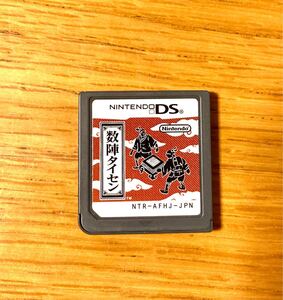 NINTENDO DS
Nintendo
数陣タイセン
NTR-AFHJ-JPN